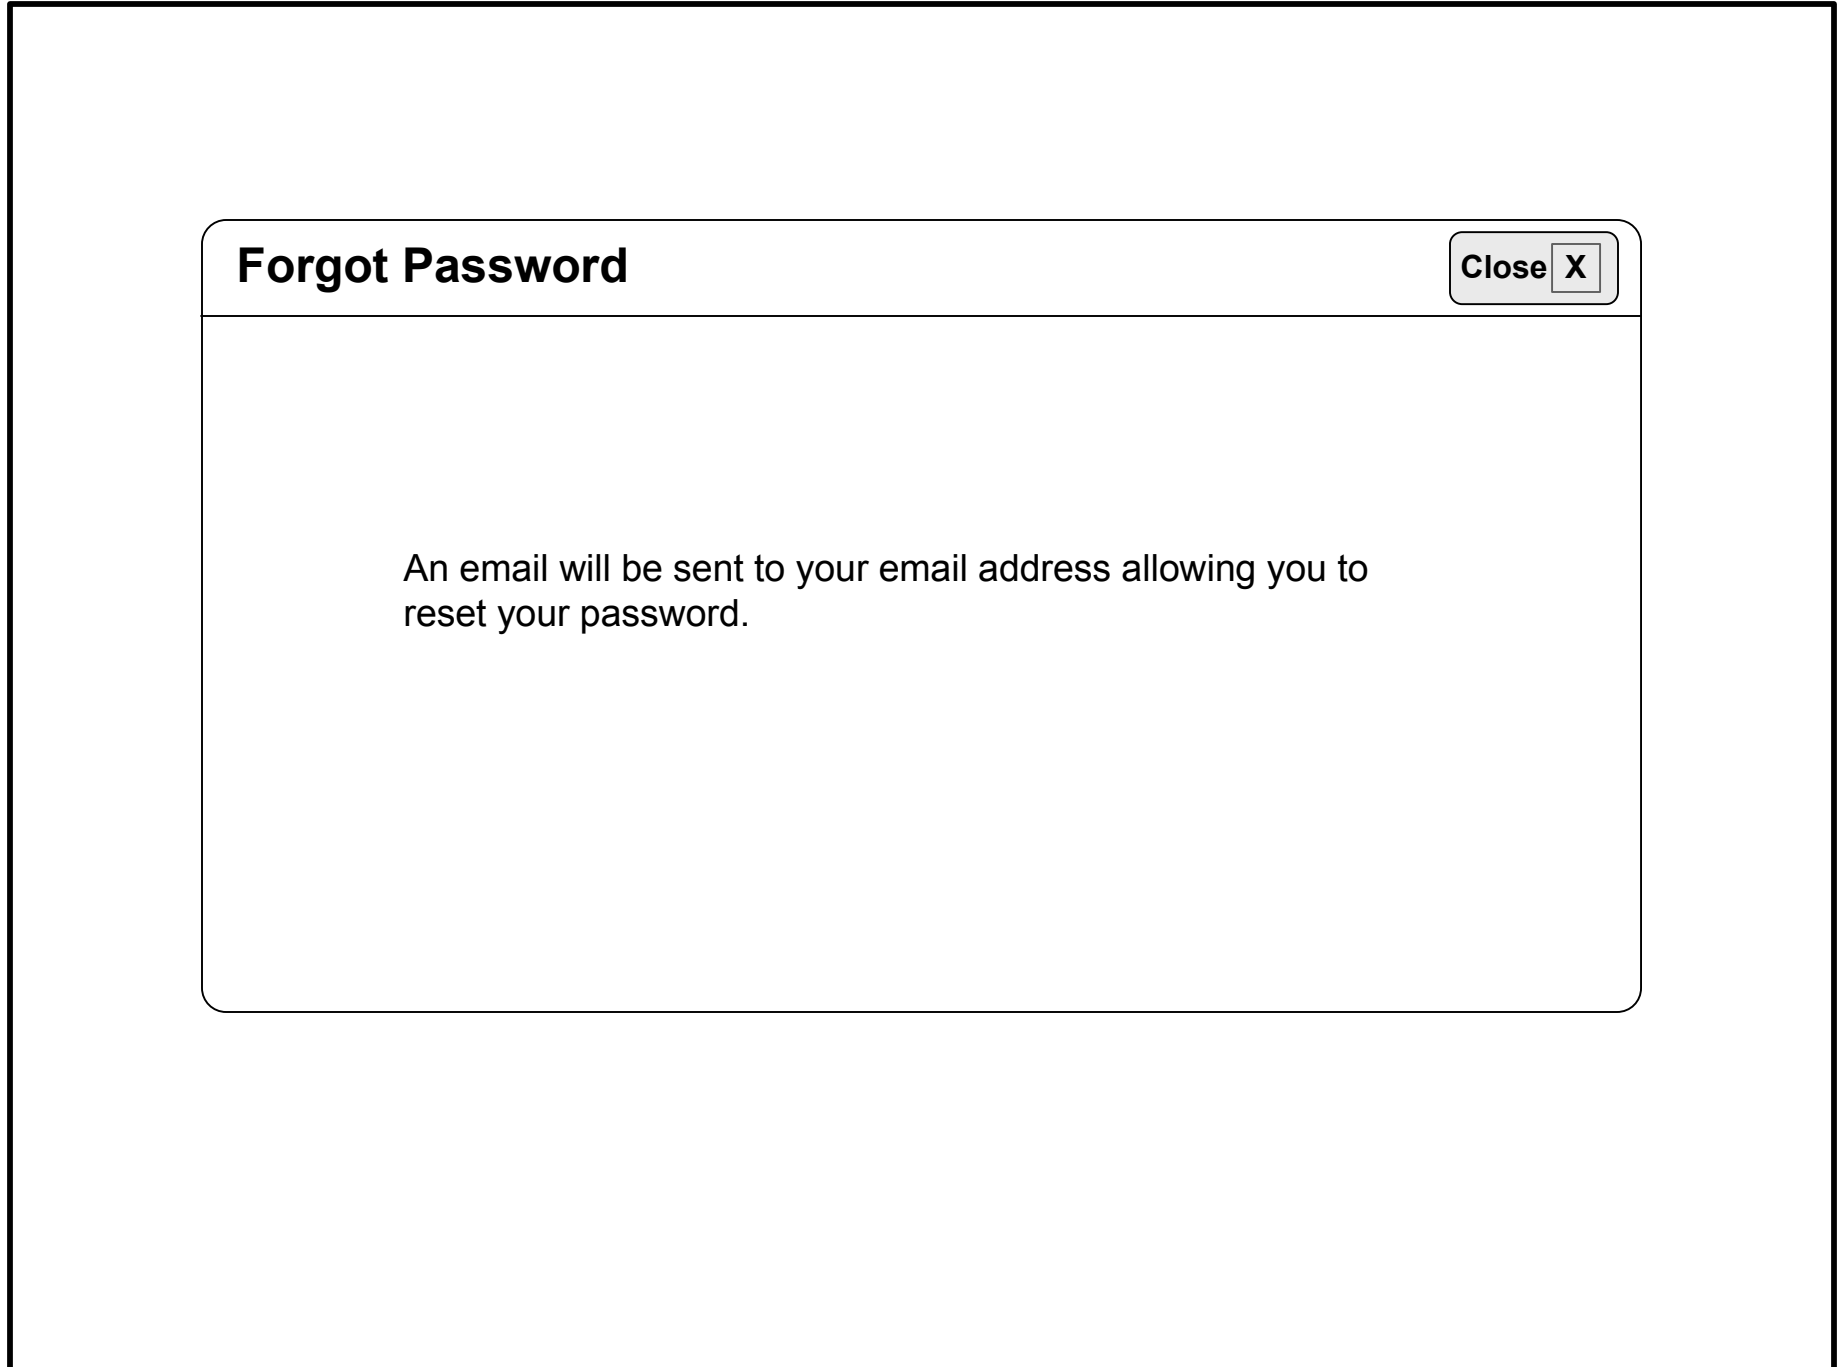 Forgot Password
Close X
An email will be sent to your email address allowing you to
reset your password.